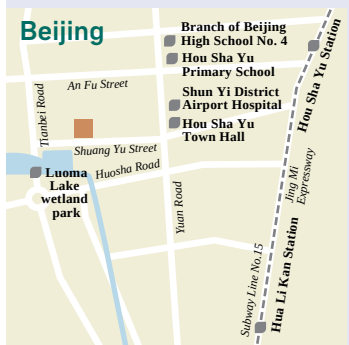 Beijing
Branch of Beijing
High School No. 4
Hou Sha Yu
Primary School
Hou Sha Yu Station
An Fu Street
Tianbei Road
Shun Yi District
Airport Hospital
Hou Sha Yu
Town Hall
Shuang Yu Street
Huosha Road
Luoma
Lake
wetland
park
Yuan Road
Jing Mi
Expressway
Hua Li Kan Station
Subway Line No.15